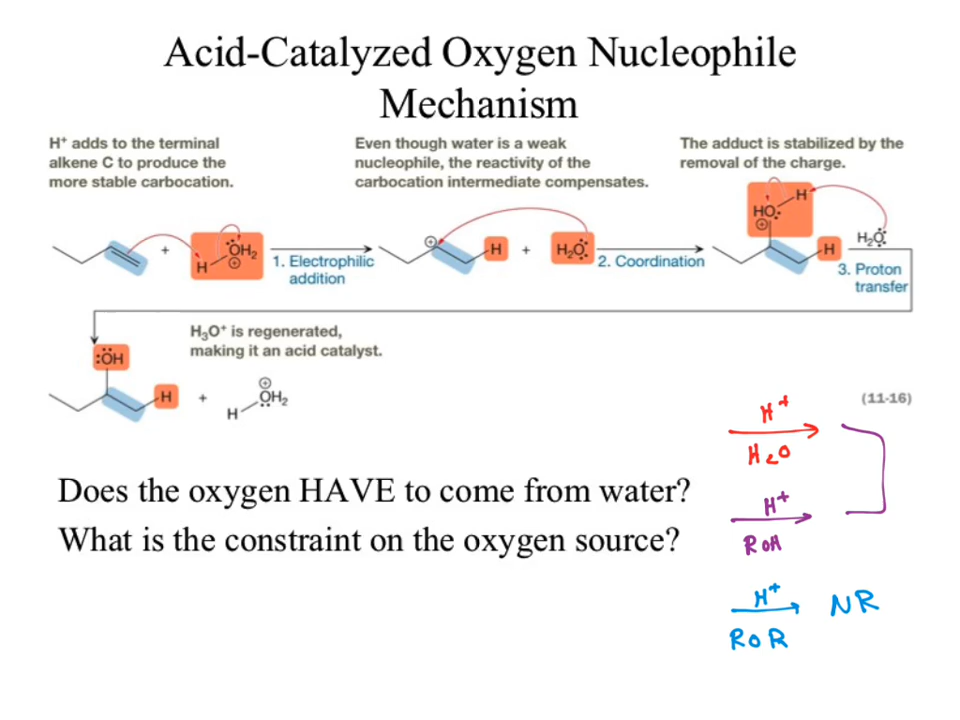 Acid-Catalyzed Oxygen Nucleophile
Mechanism
H⁺ adds to the terminal
alkene C to produce the
more stable carbocation.
Even though water is a weak
nucleophile, the reactivity of the
carbocation intermediate compensates.
The adduct is stabilized by the
removal of the charge.
+
H
ÖH₂
⊕
1. Electrophilic
addition
⊕
H
+
H₂Ö:
2. Coordination
HO:
⊕
H
H
H₂Ö:
3. Proton
transfer
H₃O⁺ is regenerated,
making it an acid catalyst.
:ÖH
H
+
H
⊕
ÖH₂
(11-16)
H⁺
H₂O
Does the oxygen HAVE to come from water?
H⁺
ROH
What is the constraint on the oxygen source?
H⁺
NR
ROR